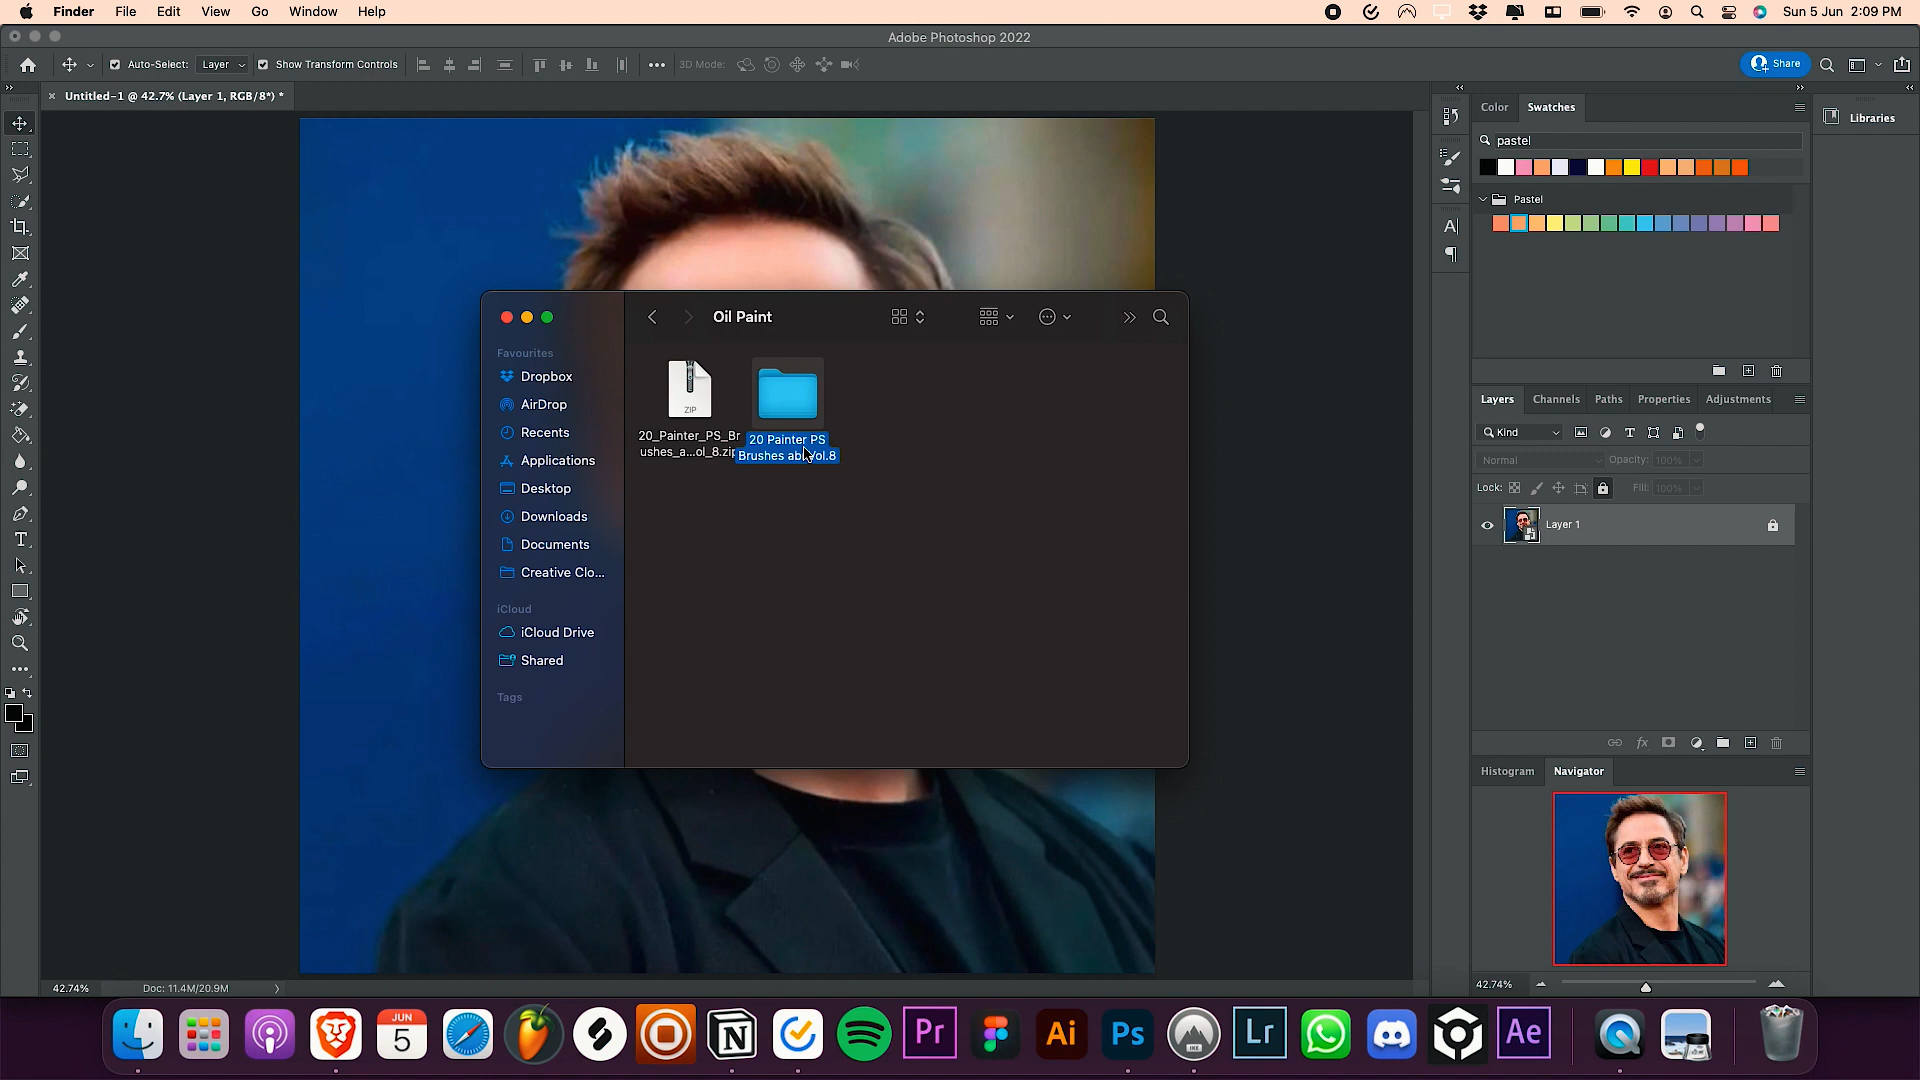 Finder File Edit View Go Window Help
Sun 5 Jun 2:09 PM
Adobe Photoshop 2022
Auto-Select: Layer Show Transform Controls 3D Mode: Share
Untitled-1 @ 42.7% (Layer 1, RGB/8*) *
Color Swatches
Libraries
pastel
Pastel
Oil Paint
Favourites
Dropbox
AirDrop
Recents
Applications
Desktop
Downloads
Documents
Creative Clo...
iCloud
iCloud Drive
Shared
Tags
ZIP
20_Painter_PS_Br
ushes_a...ol_8.zip
20 Painter PS
Brushes abr Vol.8
Layers Channels Paths Properties Adjustments
Kind
Normal Opacity: 100%
Lock: Fill: 100%
Layer 1
fx
Histogram Navigator
42.74%
42.74% Doc: 11.4M/20.9M
JUN
5
Pr
Ai
Ps
Lr
Ae